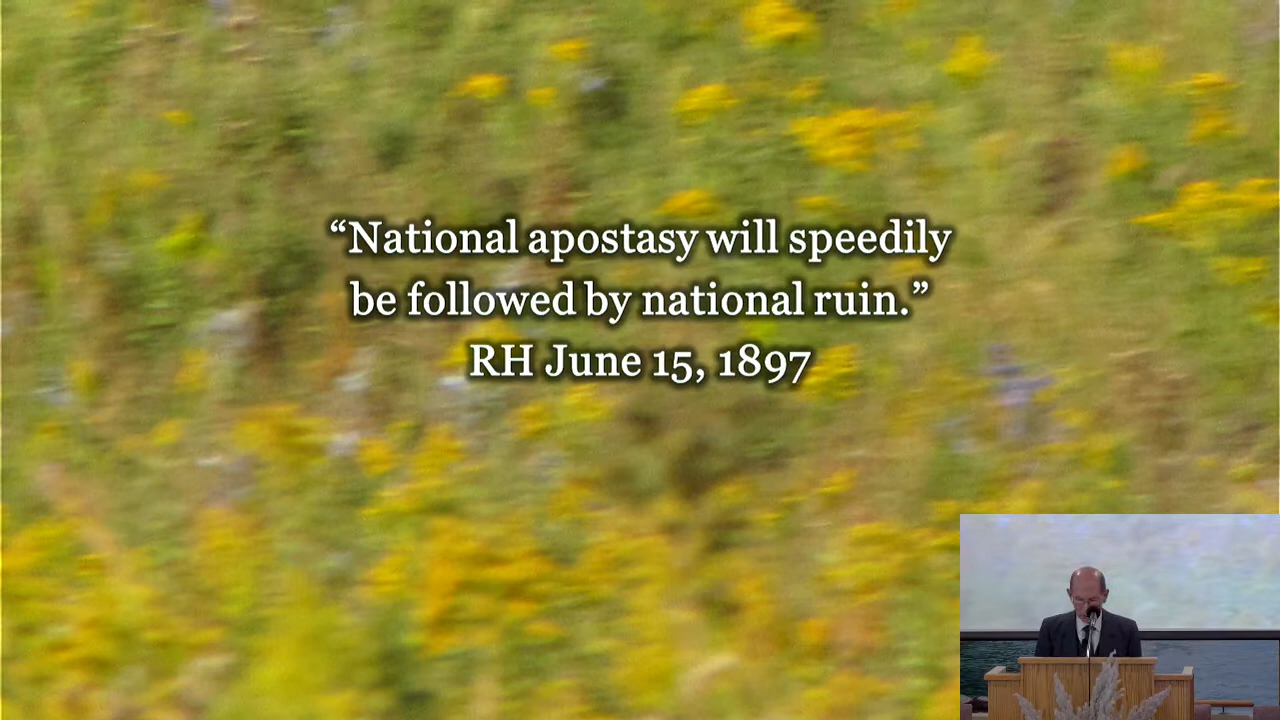 “National apostasy will speedily
be followed by national ruin.”
RH June 15, 1897